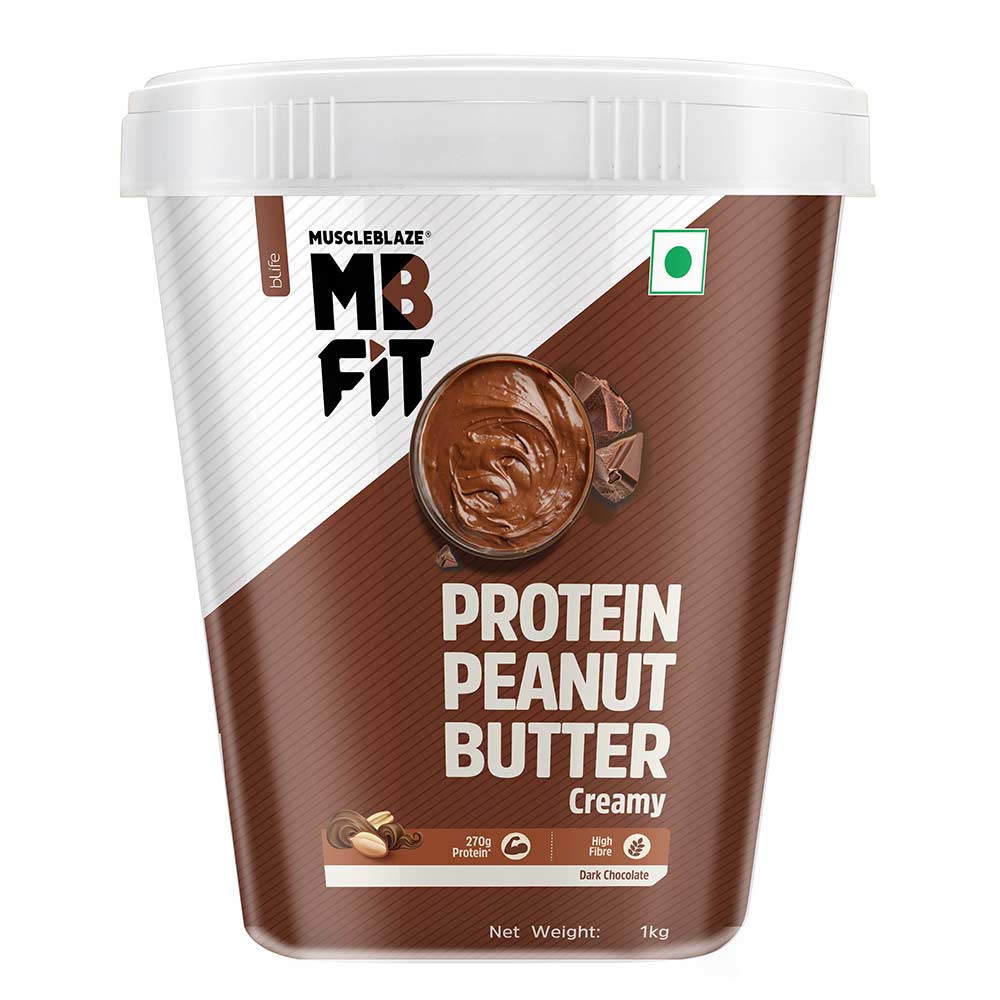 bLife
MUSCLEBLAZE®
MB
FiT
PROTEIN
PEANUT
BUTTER
Creamy
270g
Protein*
High
Fibre
Dark Chocolate
Net Weight: 1kg